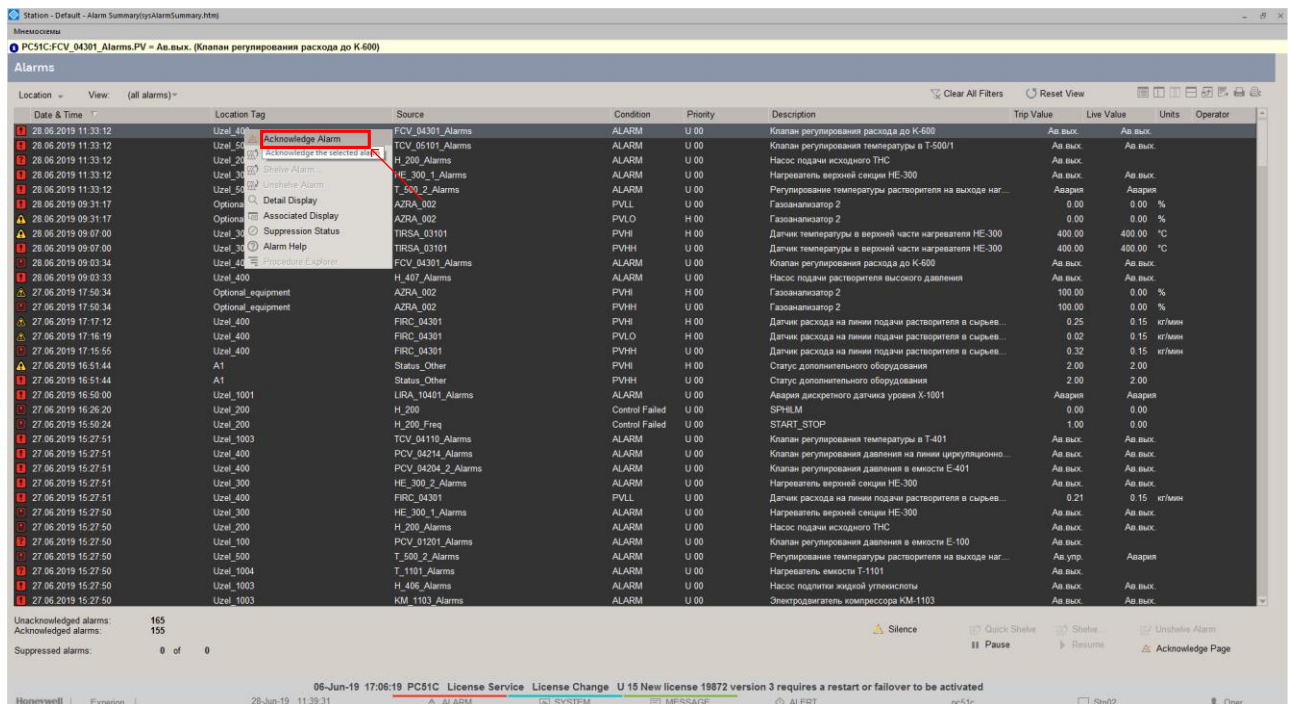 Station - Default - Alarm Summary(sysAlarmSummary.htm)
Мнемосхемы
PC51C:FCV_04301_Alarms.PV = Ав.вых. (Клапан регулирования расхода до К-600)
Alarms
Location View: (all alarms) Clear All Filters Reset View
Date & Time Location Tag Source Condition Priority Description Trip Value Live Value Units Operator
28.06.2019 11:33:12 Uzel_400 FCV_04301_Alarms ALARM U 00 Клапан регулирования расхода до К-600 Ав.вых. Ав.вых.
Acknowledge Alarm
28.06.2019 11:33:12 Uzel_50 TCV_05101_Alarms ALARM U 00 Клапан регулирования температуры в Т-500/1 Ав.вых. Ав.вых.
Acknowledge the selected alarm
28.06.2019 11:33:12 Uzel_20 H_200_Alarms ALARM U 00 Насос подачи исходного ТНС Ав.вых.
Shelve Alarm...
28.06.2019 11:33:12 Uzel_30 HE_300_1_Alarms ALARM U 00 Нагреватель верхней секции НЕ-300 Ав.вых. Ав.вых.
Unshelve Alarm
28.06.2019 11:33:12 Uzel_50 T_500_2_Alarms ALARM U 00 Регулирование температуры растворителя на выходе наг... Авария Авария
Detail Display
28.06.2019 09:31:17 Optiona AZRA_002 PVLL U 00 Газоанализатор 2 0.00 0.00 %
Associated Display
28.06.2019 09:31:17 Optiona AZRA_002 PVLO H 00 Газоанализатор 2 0.00 0.00 %
Suppression Status
28.06.2019 09:07:00 Uzel_30 TIRSA_03101 PVHI H 00 Датчик температуры в верхней части нагревателя НЕ-300 400.00 400.00 °C
Alarm Help
28.06.2019 09:07:00 Uzel_30 TIRSA_03101 PVHH U 00 Датчик температуры в верхней части нагревателя НЕ-300 400.00 400.00 °C
Procedure Explorer...
28.06.2019 09:03:34 Uzel_40 FCV_04301_Alarms ALARM U 00 Клапан регулирования расхода до К-600 Ав.вых. Ав.вых.
28.06.2019 09:03:33 Uzel_400 H_407_Alarms ALARM U 00 Насос растворителя высокого давления Ав.вых. Ав.вых.
27.06.2019 17:50:34 Optional_equipment AZRA_002 PVHI H 00 Газоанализатор 2 100.00 0.00 %
27.06.2019 17:50:34 Optional_equipment AZRA_002 PVHH U 00 Газоанализатор 2 100.00 0.00 %
27.06.2019 17:17:12 Uzel_400 FIRC_04301 PVHI H 00 Датчик расхода на линии подачи растворителя в сырьев... 0.25 0.15 кг/мин
27.06.2019 17:16:19 Uzel_400 FIRC_04301 PVLO H 00 Датчик расхода на линии подачи растворителя в сырьев... 0.02 0.15 кг/мин
27.06.2019 17:15:55 Uzel_400 FIRC_04301 PVHH U 00 Датчик расхода на линии подачи растворителя в сырьев... 0.32 0.15 кг/мин
27.06.2019 16:51:44 A1 Status_Other PVHI H 00 Статус дополнительного оборудования 2.00 2.00
27.06.2019 16:51:44 A1 Status_Other PVHH U 00 Статус дополнительного оборудования 2.00 2.00
27.06.2019 16:50:00 Uzel_1001 LIRA_10401_Alarms ALARM U 00 Авария дискретного датчика уровня Х-1001 Авария Авария
27.06.2019 16:26:20 Uzel_200 H_200 Control Failed U 00 SPHILM 0.00 0.00
27.06.2019 15:50:24 Uzel_200 H_200_Freq Control Failed U 00 START_STOP 1.00 0.00
27.06.2019 15:27:51 Uzel_1003 TCV_04110_Alarms ALARM U 00 Клапан регулирования температуры в Т-401 Ав.вых. Ав.вых.
27.06.2019 15:27:51 Uzel_400 PCV_04214_Alarms ALARM U 00 Клапан регулирования давления на линии циркуляционно... Ав.вых. Ав.вых.
27.06.2019 15:27:51 Uzel_400 PCV_04204_2_Alarms ALARM U 00 Клапан регулирования давления в емкости Е-401 Ав.вых. Ав.вых.
27.06.2019 15:27:51 Uzel_300 HE_300_2_Alarms ALARM U 00 Нагреватель верхней секции НЕ-300 Ав.вых. Ав.вых.
27.06.2019 15:27:51 Uzel_400 FIRC_04301 PVLL U 00 Датчик расхода на линии подачи растворителя в сырьев... 0.21 0.15 кг/мин
27.06.2019 15:27:50 Uzel_300 HE_300_1_Alarms ALARM U 00 Нагреватель верхней секции НЕ-300 Ав.вых. Ав.вых.
27.06.2019 15:27:50 Uzel_200 H_200_Alarms ALARM U 00 Насос подачи исходного ТНС Ав.вых. Ав.вых.
27.06.2019 15:27:50 Uzel_100 PCV_01201_Alarms ALARM U 00 Клапан регулирования давления в емкости Е-100 Ав.вых.
27.06.2019 15:27:50 Uzel_500 T_500_2_Alarms ALARM U 00 Регулирование температуры растворителя на выходе наг... Ав.упр. Авария
27.06.2019 15:27:50 Uzel_1004 T_1101_Alarms ALARM U 00 Нагреватель емкости Т-1101 Ав.вых.
27.06.2019 15:27:50 Uzel_1003 H_406_Alarms ALARM U 00 Насос подпитки жидкой углекислоты Ав.вых. Ав.вых.
27.06.2019 15:27:50 Uzel_1003 KM_1103_Alarms ALARM U 00 Электродвигатель компрессора КМ-1103 Ав.вых. Ав.вых.
Unacknowledged alarms: 165
Acknowledged alarms: 155
Silence Quick Shelve Shelve... Unshelve Alarm
Suppressed alarms: 0 of 0
Pause Resume Acknowledge Page
06-Jun-19 17:06:19 PC51C License Service License Change U 15 New license 19872 version 3 requires a restart or failover to be activated
Honeywell Experion 28-Jun-19 11:39:31 ALARM SYSTEM MESSAGE ALERT pc51c Stn02 Oper